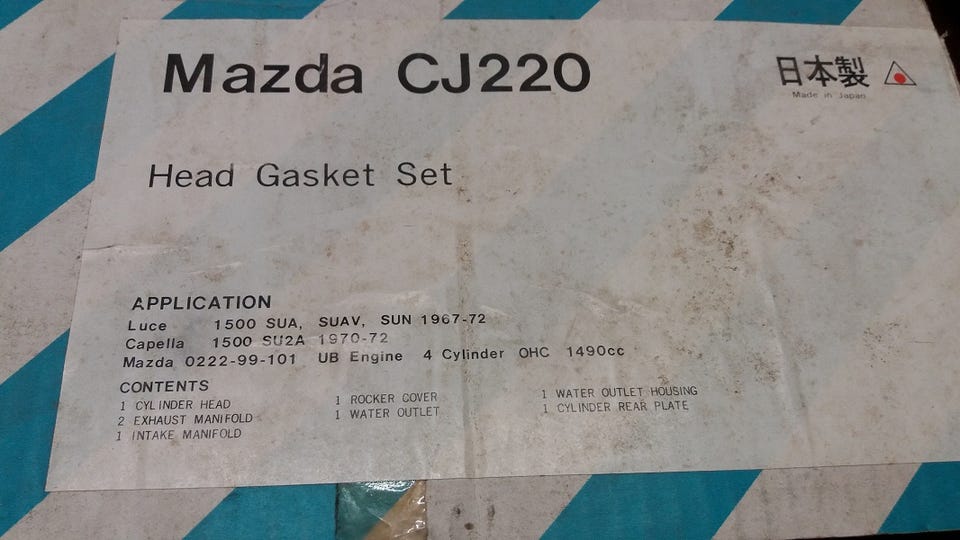 Mazda CJ220
日本製
Made in Japan
Head Gasket Set
APPLICATION
Luce 1500 SUA, SUAV, SUN 1967-72
Capella 1500 SU2A 1970-72
Mazda 0222-99-101 UB Engine 4 Cylinder OHC 1490cc
CONTENTS
1 CYLINDER HEAD
2 EXHAUST MANIFOLD
1 INTAKE MANIFOLD
1 ROCKER COVER
1 WATER OUTLET
1 WATER OUTLET HOUSING
1 CYLINDER REAR PLATE